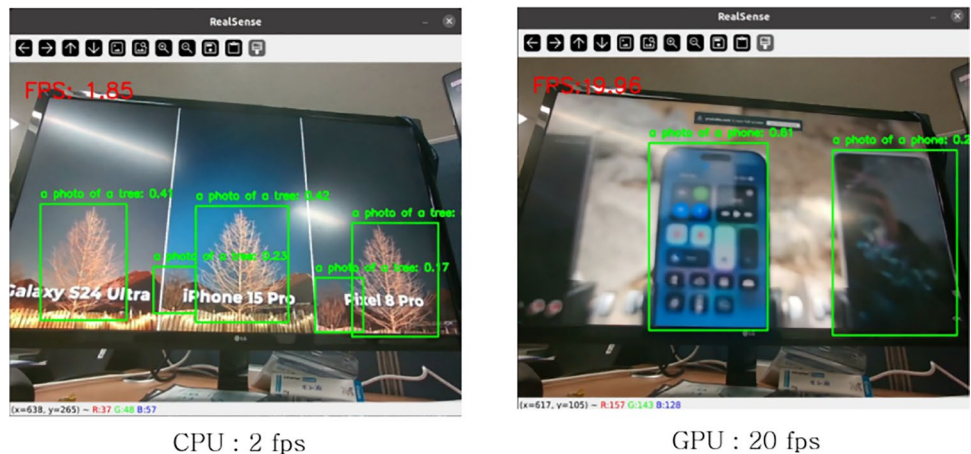 RealSense
FPS: 1.85
a photo of a tree: 0.41
a photo of a tree: 0.42
a photo of a tree:
a photo of a tree: 0.23
a photo of a tree: 0.17
Galaxy S24 Ultra
iPhone 15 Pro
Pixel 8 Pro
LG
(x=638, y=265) ~ R:37 G:48 B:57
CPU : 2 fps
RealSense
FPS: 19.96
a photo of a phone: 0.61
a photo of a phone: 0.2
(x=617, y=105) ~ R:157 G:143 B:128
GPU : 20 fps